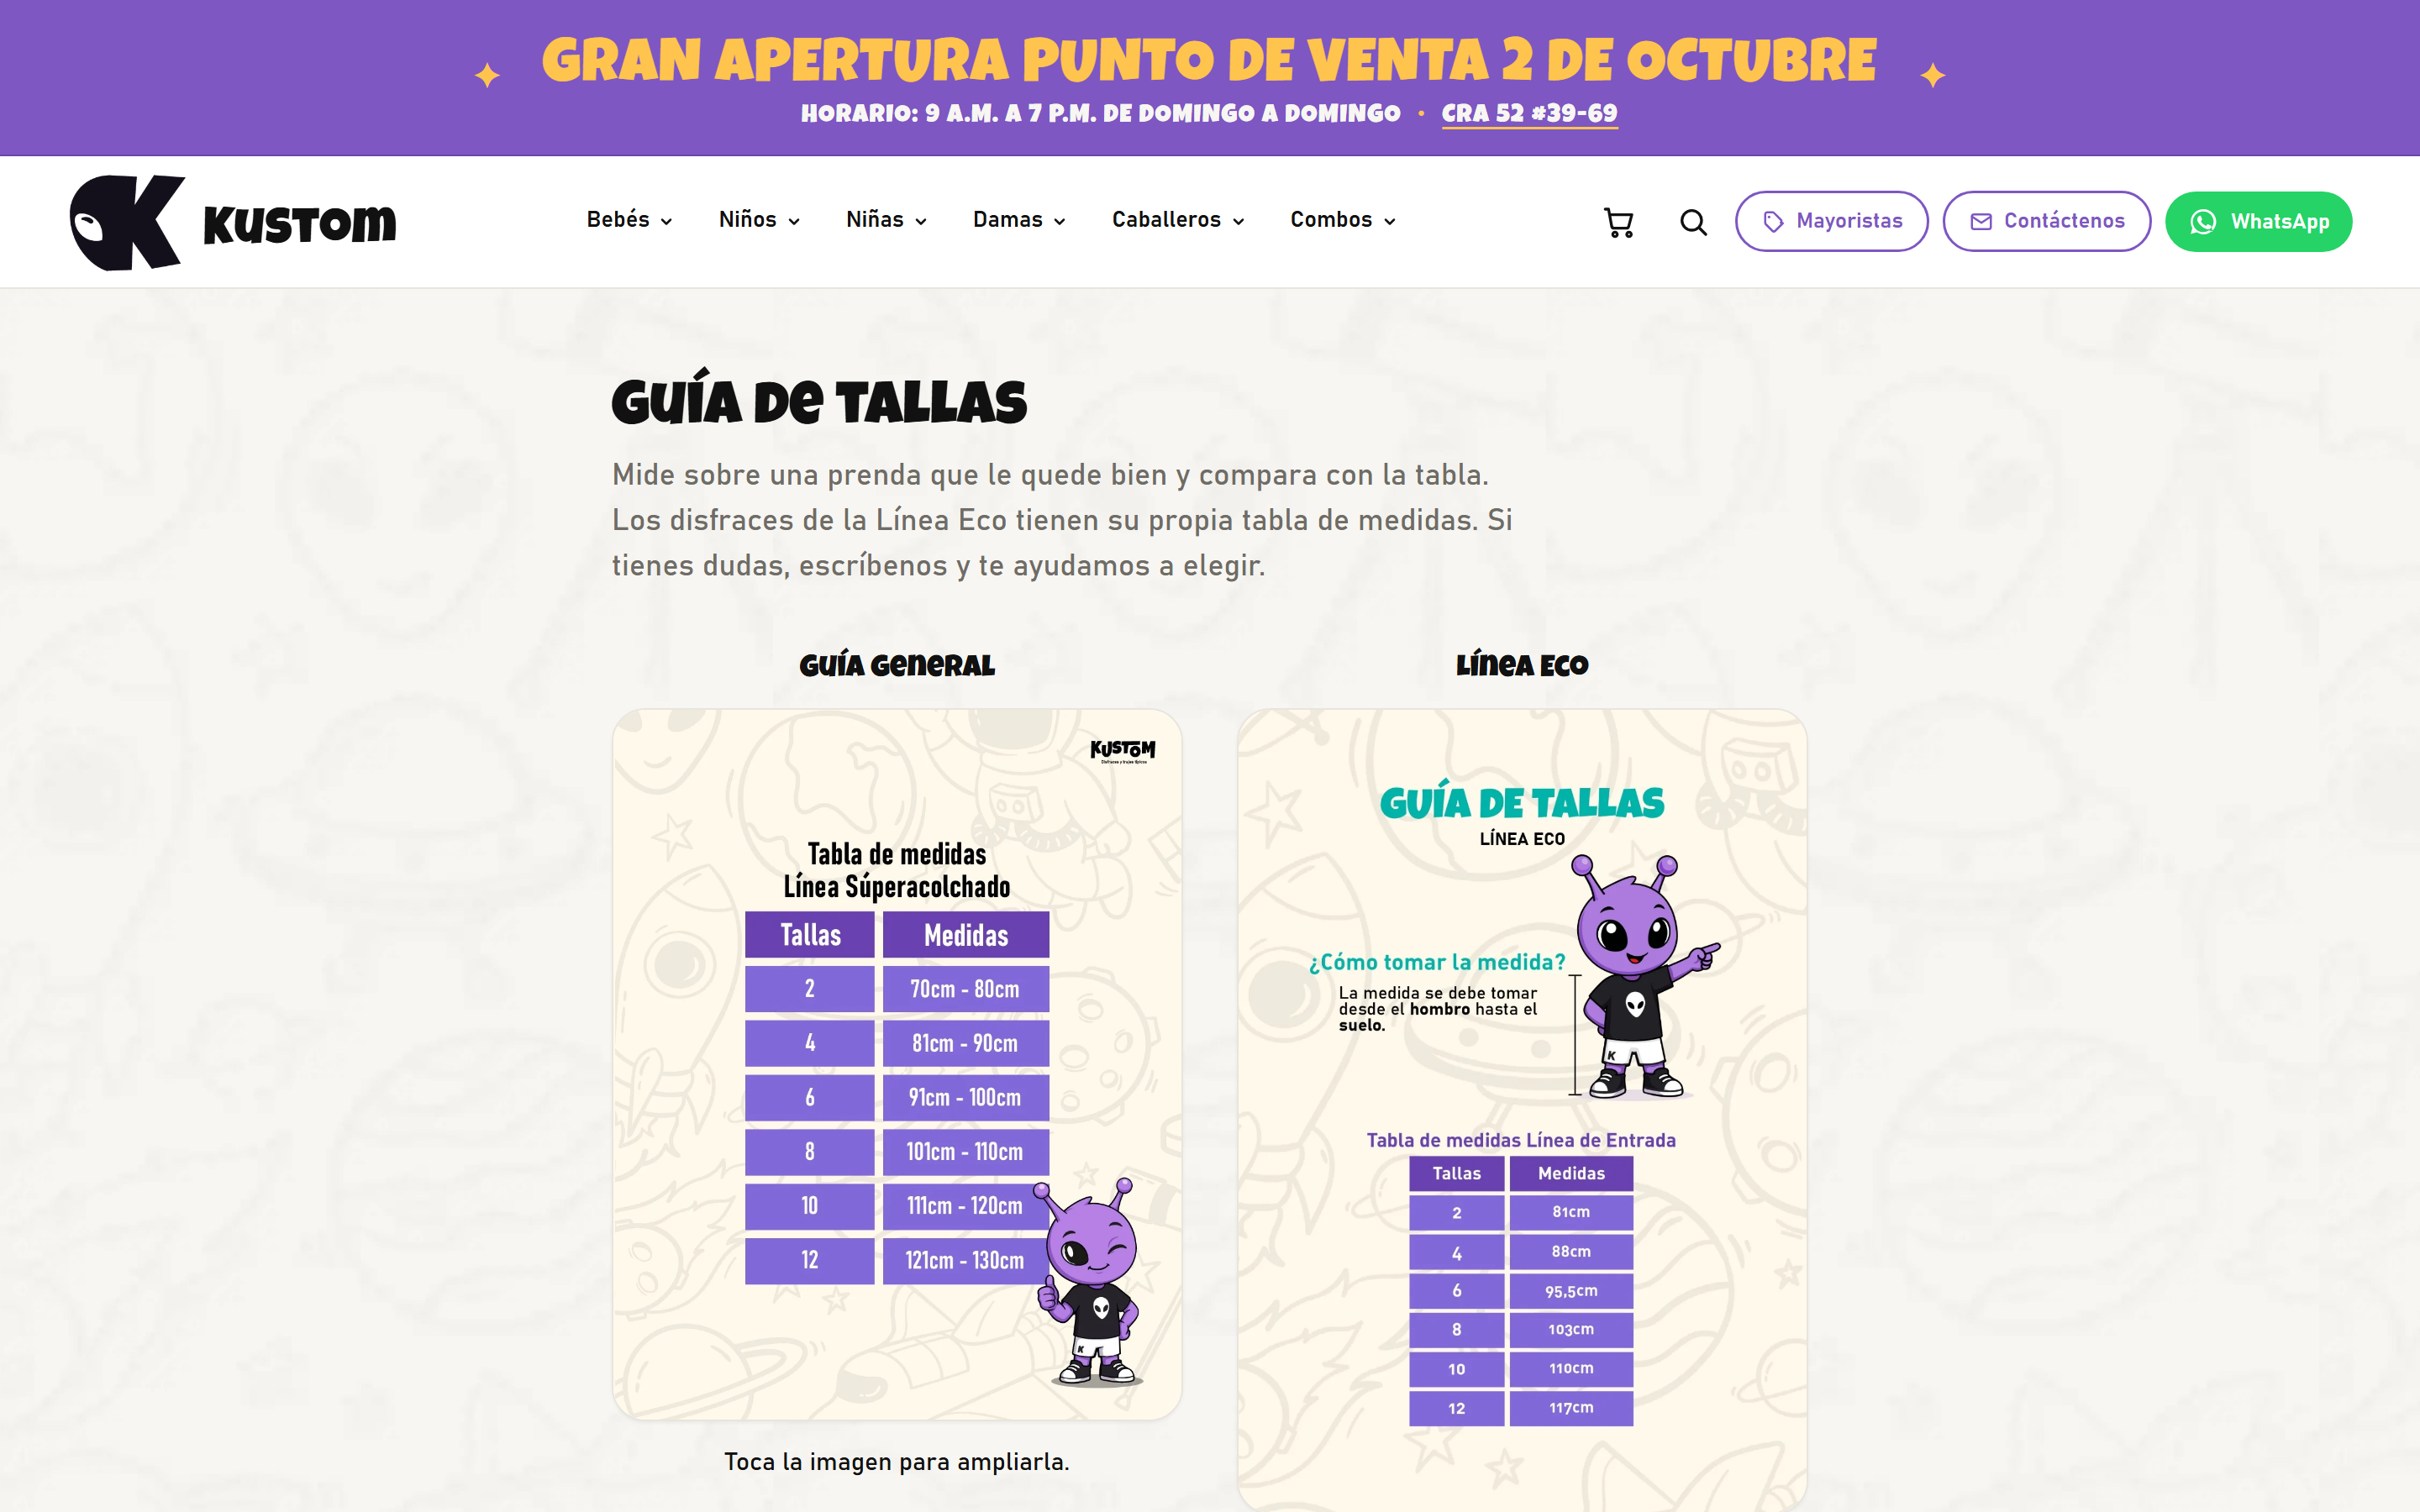 GRAN APERTURA PUNTO DE VENTA 2 DE OCTUBRE
HORARIO: 9 A.M. A 7 P.M. DE DOMINGO A DOMINGO • CRA 52 #39-69
K KUSTOM
Bebés
Niños
Niñas
Damas
Caballeros
Combos
Mayoristas
Contáctenos
WhatsApp
GUÍA DE TALLAS
Mide sobre una prenda que le quede bien y compara con la tabla.
Los disfraces de la Línea Eco tienen su propia tabla de medidas. Si
tienes dudas, escríbenos y te ayudamos a elegir.
GUÍA GENERAL
KUSTOM
Disfraces y trajes típicos
Tabla de medidas
Línea Súperacolchado
Tallas Medidas
2 70cm - 80cm
4 81cm - 90cm
6 91cm - 100cm
8 101cm - 110cm
10 111cm - 120cm
12 121cm - 130cm
K
Toca la imagen para ampliarla.
LÍNEA ECO
GUÍA DE TALLAS
LÍNEA ECO
¿Cómo tomar la medida?
La medida se debe tomar
desde el hombro hasta el
suelo.
K
Tabla de medidas Línea de Entrada
Tallas Medidas
2 81cm
4 88cm
6 95,5cm
8 103cm
10 110cm
12 117cm